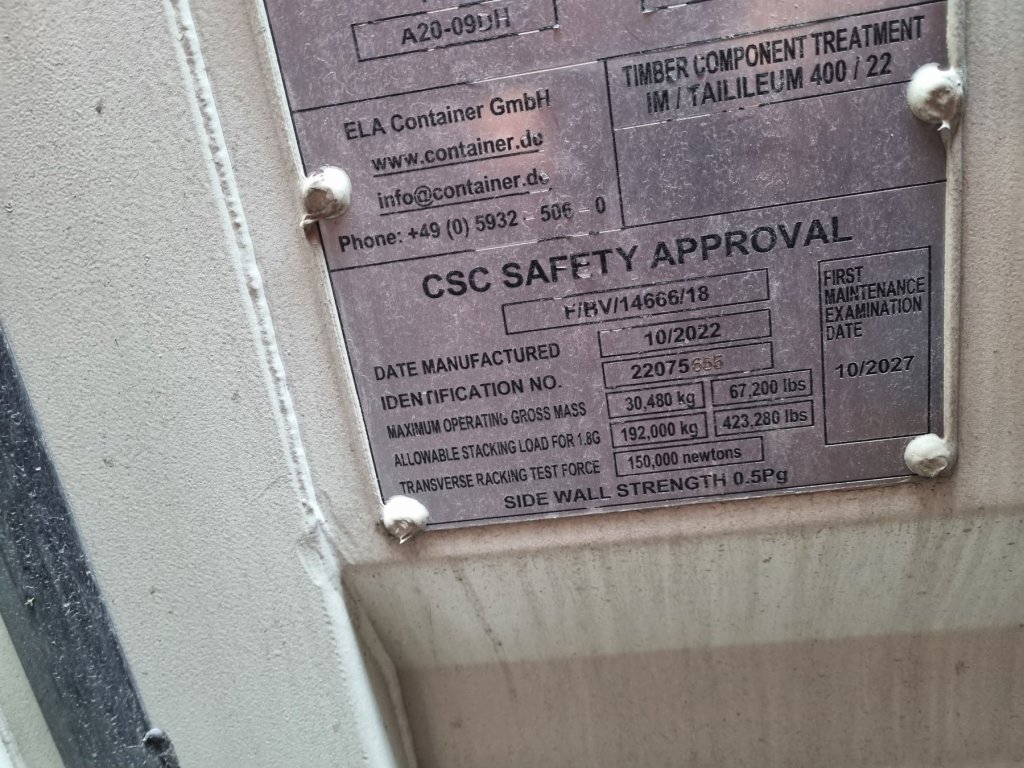 A20-09DH
TIMBER COMPONENT TREATMENT
IM / TAILILEUM 400 / 22
ELA Container GmbH
www.container.de
info@container.de
Phone: +49 (0) 5932 - 506 - 0
CSC SAFETY APPROVAL
F/BV/14666/18
DATE MANUFACTURED 10/2022
IDENTIFICATION NO. 22075655
MAXIMUM OPERATING GROSS MASS 30,480 kg 67,200 lbs
ALLOWABLE STACKING LOAD FOR 1.8G 192,000 kg 423,280 lbs
TRANSVERSE RACKING TEST FORCE 150,000 newtons
SIDE WALL STRENGTH 0.5Pg
FIRST
MAINTENANCE
EXAMINATION
DATE
10/2027